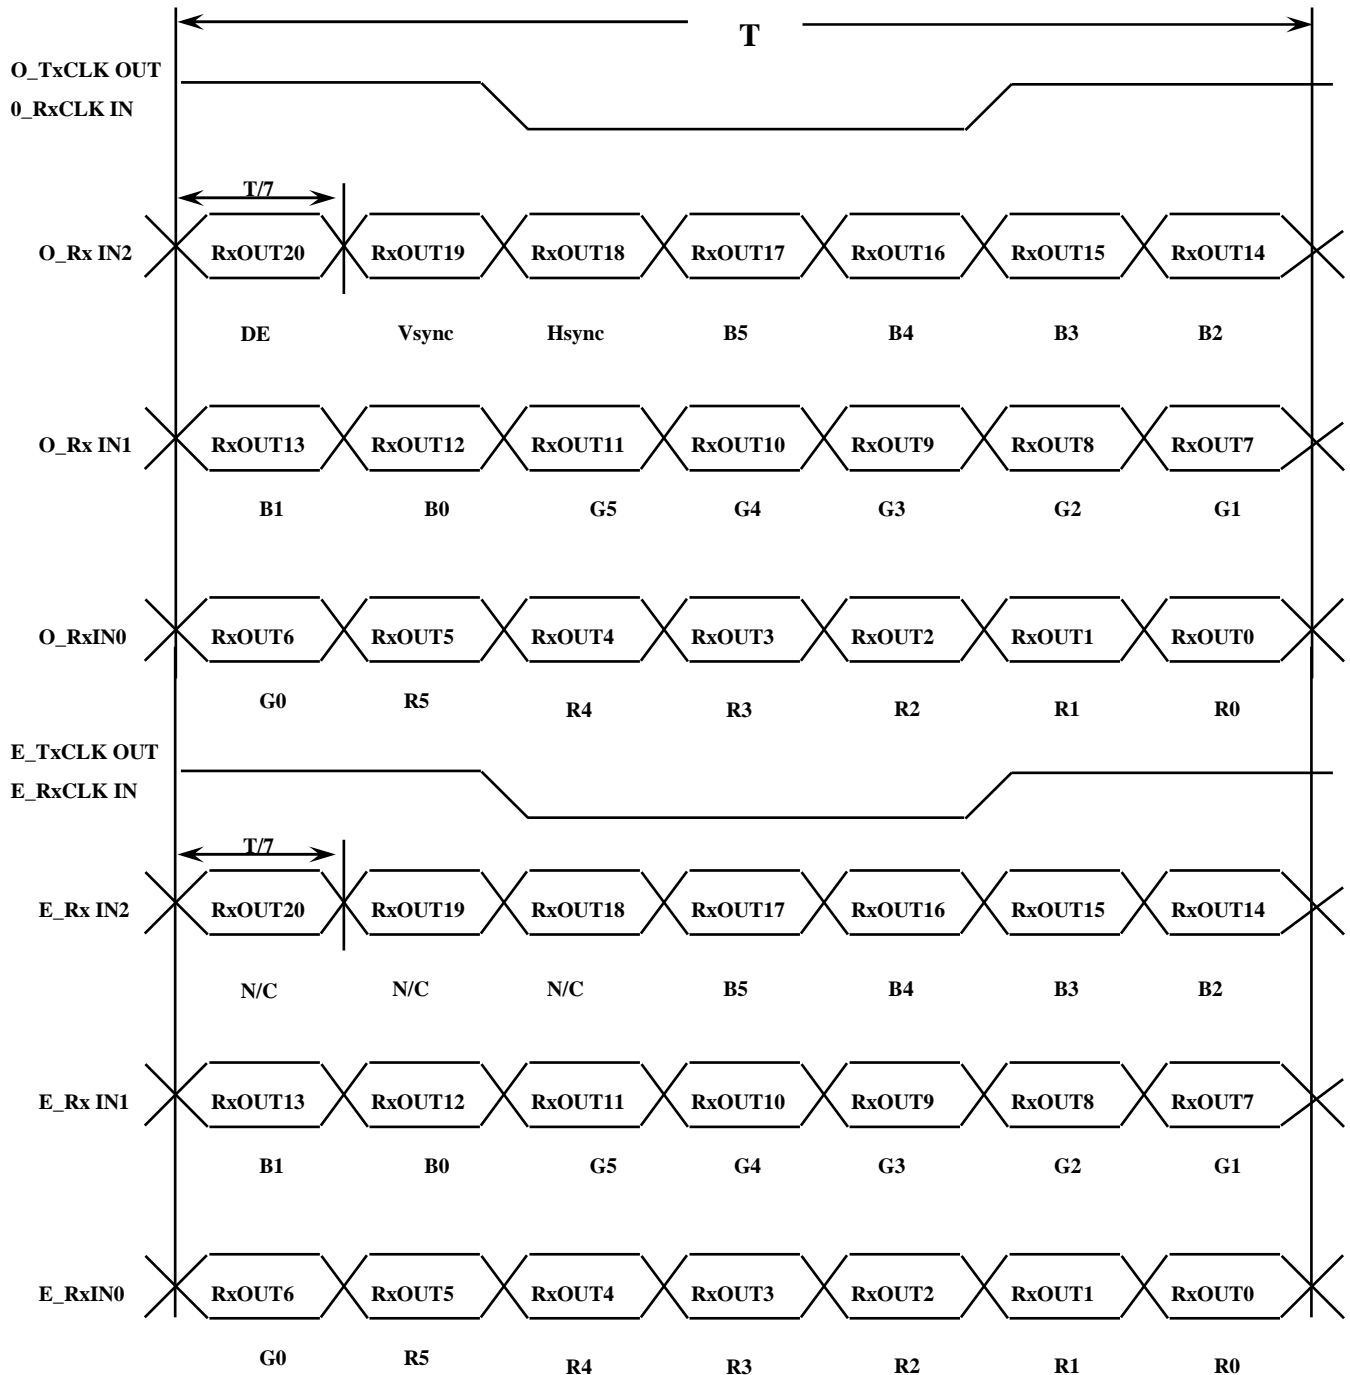 T
O_TxCLK OUT
0_RxCLK IN
T/7
O_Rx IN2 RxOUT20 RxOUT19 RxOUT18 RxOUT17 RxOUT16 RxOUT15 RxOUT14
DE Vsync Hsync B5 B4 B3 B2
O_Rx IN1 RxOUT13 RxOUT12 RxOUT11 RxOUT10 RxOUT9 RxOUT8 RxOUT7
B1 B0 G5 G4 G3 G2 G1
O_RxIN0 RxOUT6 RxOUT5 RxOUT4 RxOUT3 RxOUT2 RxOUT1 RxOUT0
G0 R5 R4 R3 R2 R1 R0
E_TxCLK OUT
E_RxCLK IN
T/7
E_Rx IN2 RxOUT20 RxOUT19 RxOUT18 RxOUT17 RxOUT16 RxOUT15 RxOUT14
N/C N/C N/C B5 B4 B3 B2
E_Rx IN1 RxOUT13 RxOUT12 RxOUT11 RxOUT10 RxOUT9 RxOUT8 RxOUT7
B1 B0 G5 G4 G3 G2 G1
E_RxIN0 RxOUT6 RxOUT5 RxOUT4 RxOUT3 RxOUT2 RxOUT1 RxOUT0
G0 R5 R4 R3 R2 R1 R0